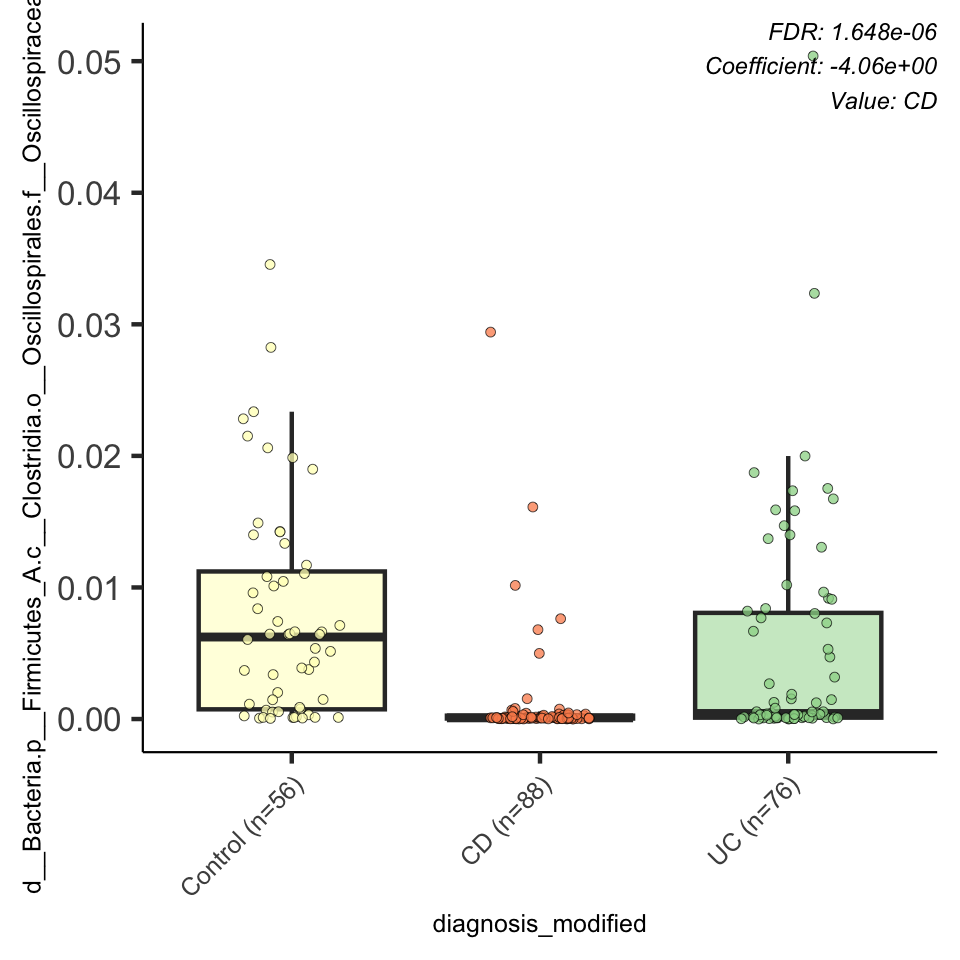 FDR: 1.648e-06
Coefficient: -4.06e+00
Value: CD
d__Bacteria.p__Firmicutes_A.c__Clostridia.o__Oscillospirales.f__Oscillospiracea
0.05
0.04
0.03
0.02
0.01
0.00
Control (n=56)
CD (n=88)
UC (n=76)
diagnosis_modified